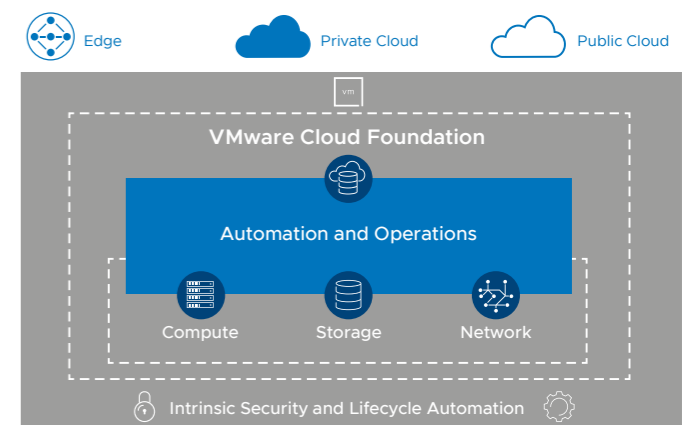 Edge
Private Cloud
Public Cloud
vm
VMware Cloud Foundation
Automation and Operations
Compute
Storage
Network
Intrinsic Security and Lifecycle Automation